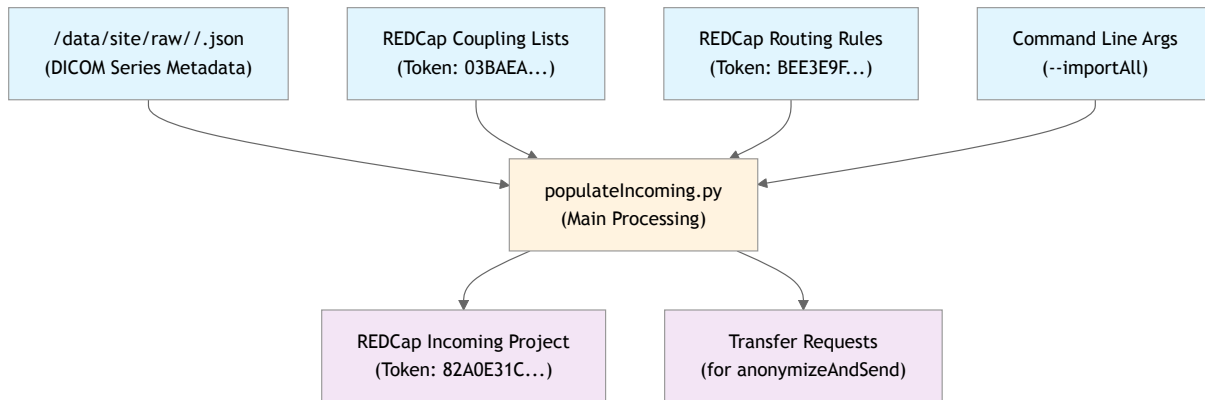 /data/site/raw//.json
(DICOM Series Metadata)
REDCap Coupling Lists
(Token: 03BAEA...)
REDCap Routing Rules
(Token: BEE3E9F...)
Command Line Args
(--importAll)
populateIncoming.py
(Main Processing)
REDCap Incoming Project
(Token: 82A0E31C...)
Transfer Requests
(for anonymizeAndSend)